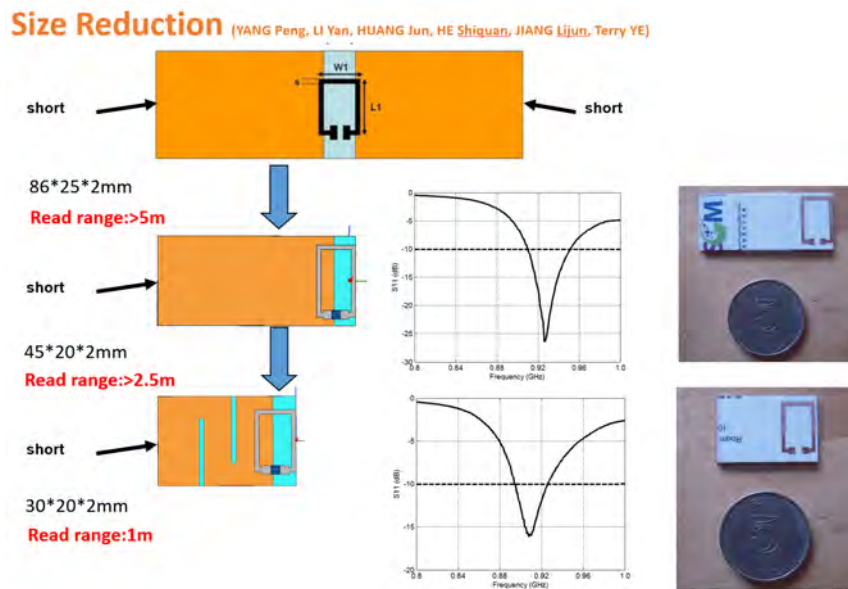 Size Reduction (YANG Peng, LI Yan, HUANG Jun, HE Shiquan, JIANG Lijun, Terry YE)
W1
s
L1
short
short
86*25*2mm
Read range:>5m
short
45*20*2mm
Read range:>2.5m
short
30*20*2mm
Read range:1m
0
-5
-10
-15
-20
-25
-30
S11 (dB)
0.8 0.84 0.88 0.92 0.96 1.0
Frequency (GHz)
0
-5
-10
-15
-20
S11 (dB)
0.8 0.84 0.88 0.92 0.96 1.0
Frequency (GHz)
Room
5